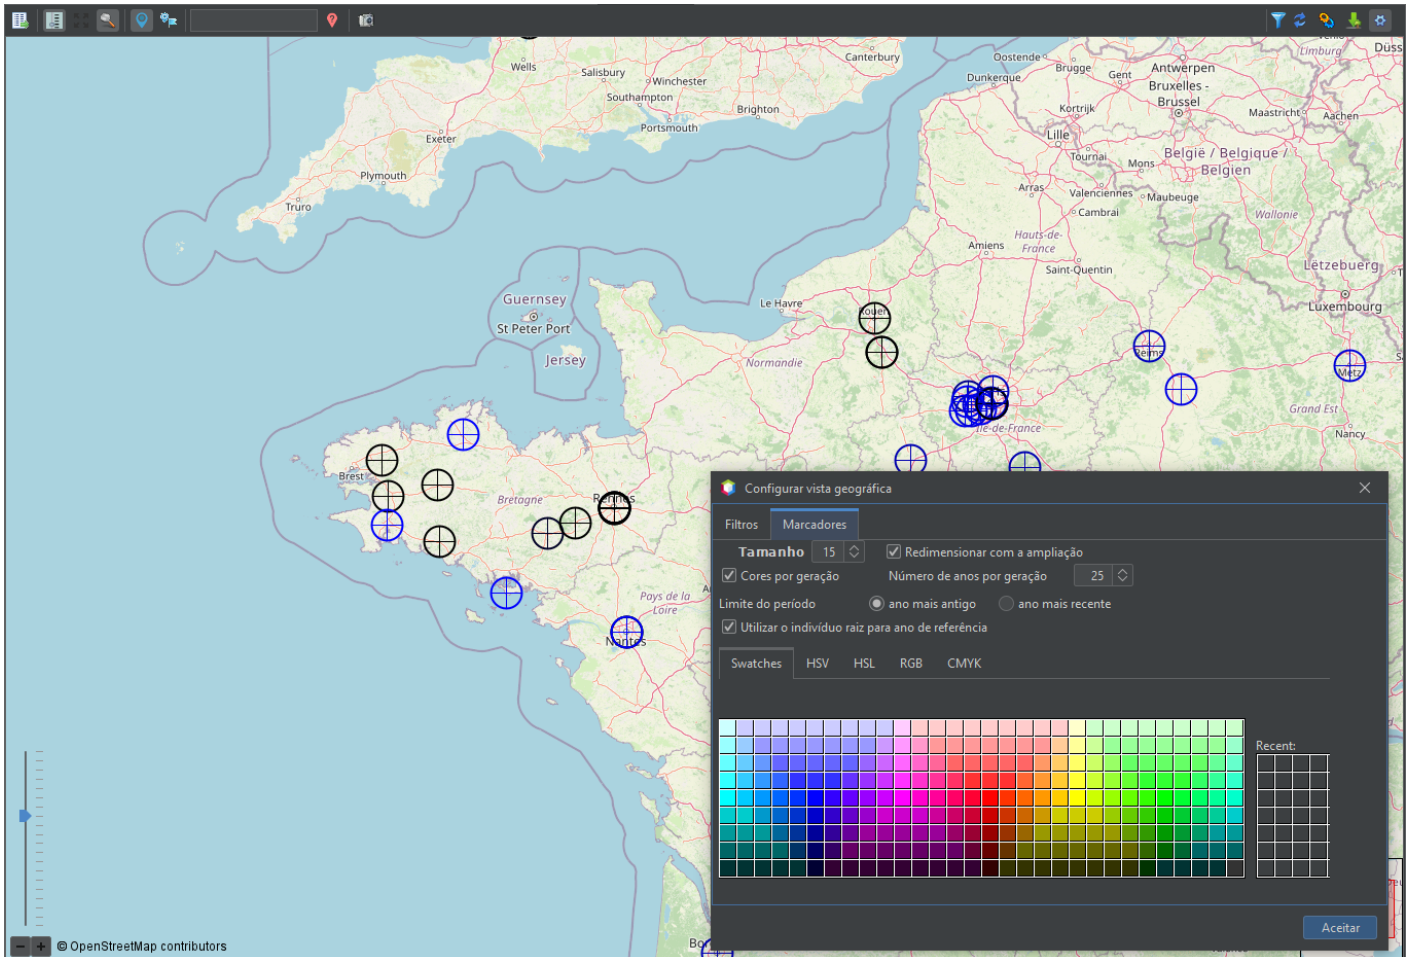 Wells
Salisbury
Winchester
Southampton
Brighton
Portsmouth
Exeter
Plymouth
Truro
Canterbury
Oostende
Brugge
Gent
Antwerpen
Dunkerque
Bruxelles -
Brussel
Limburg
Kortrijk
Maastricht
Aachen
Lille
Tournai
Mons
België / Belgique /
Belgien
Arras
Valenciennes
Maubeuge
Cambrai
Wallonie
Amiens
Hauts-de-
France
Saint-Quentin
Lëtzebuerg
Luxembourg
Guernsey
St Peter Port
Jersey
Le Havre
Rouen
Normandie
Reims
Metz
Île-de-France
Grand Est
Nancy
Brest
Bretagne
Rennes
Pays de la
Loire
Nantes
Configurar vista geográfica
Filtros
Marcadores
Tamanho 15
Redimensionar com a ampliação
Cores por geração
Número de anos por geração 25
Limite do período
ano mais antigo
ano mais recente
Utilizar o indivíduo raiz para ano de referência
Swatches
HSV
HSL
RGB
CMYK
Recent:
Aceitar
© OpenStreetMap contributors